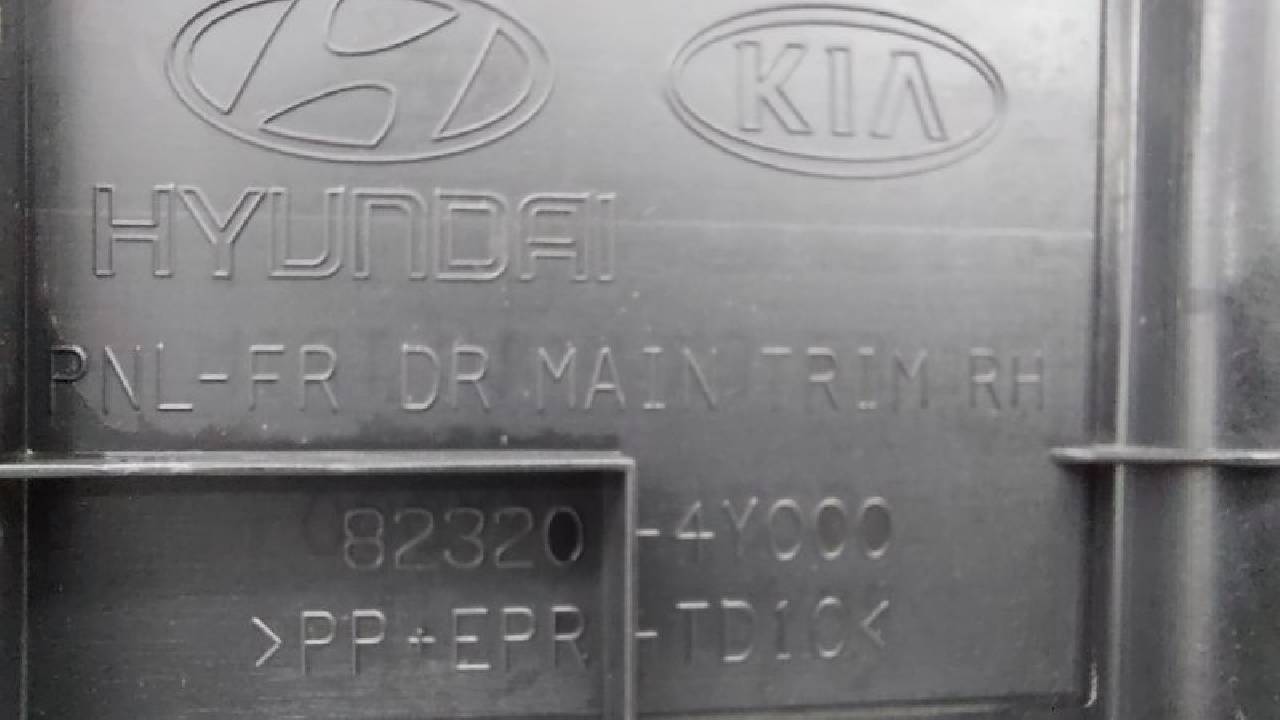 KIA
HYUNDAI
PNL-FR DR MAIN TRIM RH
82320-4Y000
>PP+EPR-TD10<